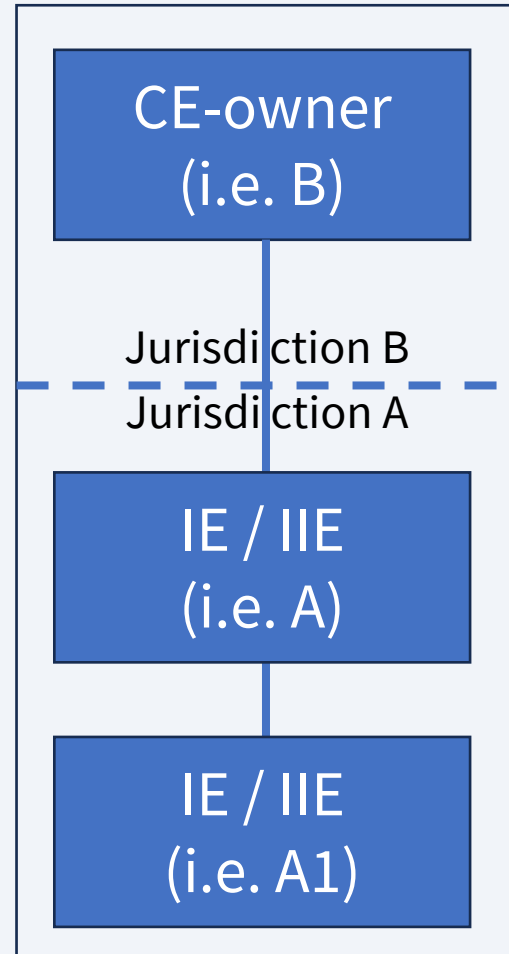 CE-owner
(i.e. B)
Jurisdiction B
Jurisdiction A
IE / IIE
(i.e. A)
IE / IIE
(i.e. A1)